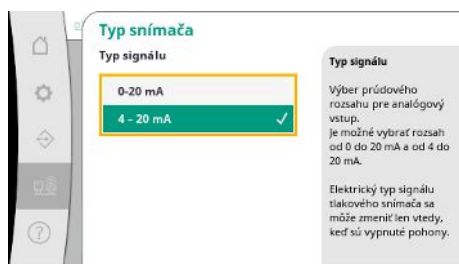 Typ snímača
Typ signálu
0-20 mA
4 – 20 mA
Typ signálu
Výber prúdového
rozsahu pre analógový
vstup.
Je možné vybrať rozsah
od 0 do 20 mA a od 4 do
20 mA.
Elektrický typ signálu
tlakového snímača sa
môže zmeniť len vtedy,
keď sú vypnuté pohony.